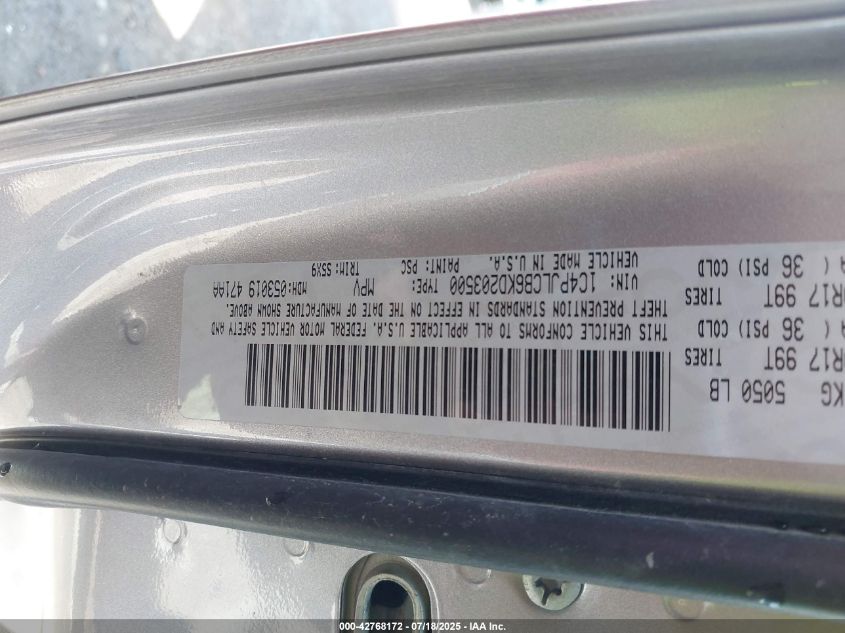 KG 5050 LB
R17 99T TIRES
A ( 36 PSI) COLD
R17 99T TIRES
A ( 36 PSI) COLD
THIS VEHICLE CONFORMS TO ALL APPLICABLE U.S.A. FEDERAL MOTOR VEHICLE SAFETY AND
THEFT PREVENTION STANDARDS IN EFFECT ON THE DATE OF MANUFACTURE SHOWN ABOVE.
VIN: 1C4PJLCB6KD203500 TYPE: MPV MDH:053019 471AA
VEHICLE MADE IN U.S.A. PAINT: PSC TRIM: S5X9
000-42768172 - 07/18/2025 - IAA Inc.